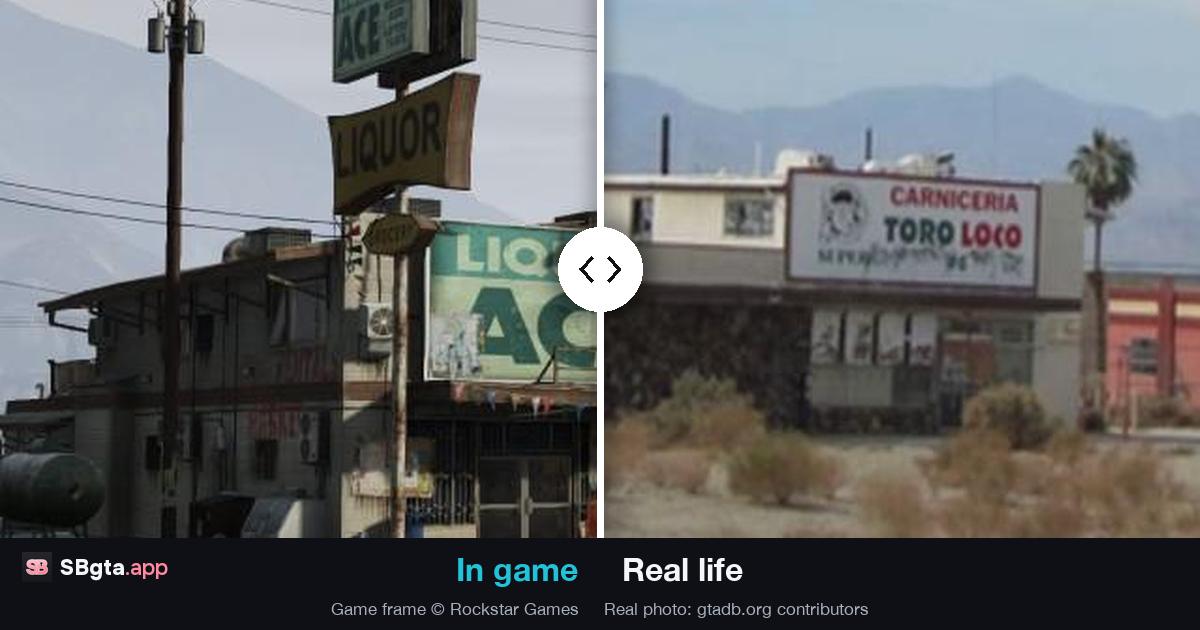 ACE
LIQUOR
LIQ
AC
CARNICERIA
TORO LOCO
SB SBgta.app
In game
Real life
Game frame © Rockstar Games
Real photo: gtadb.org contributors